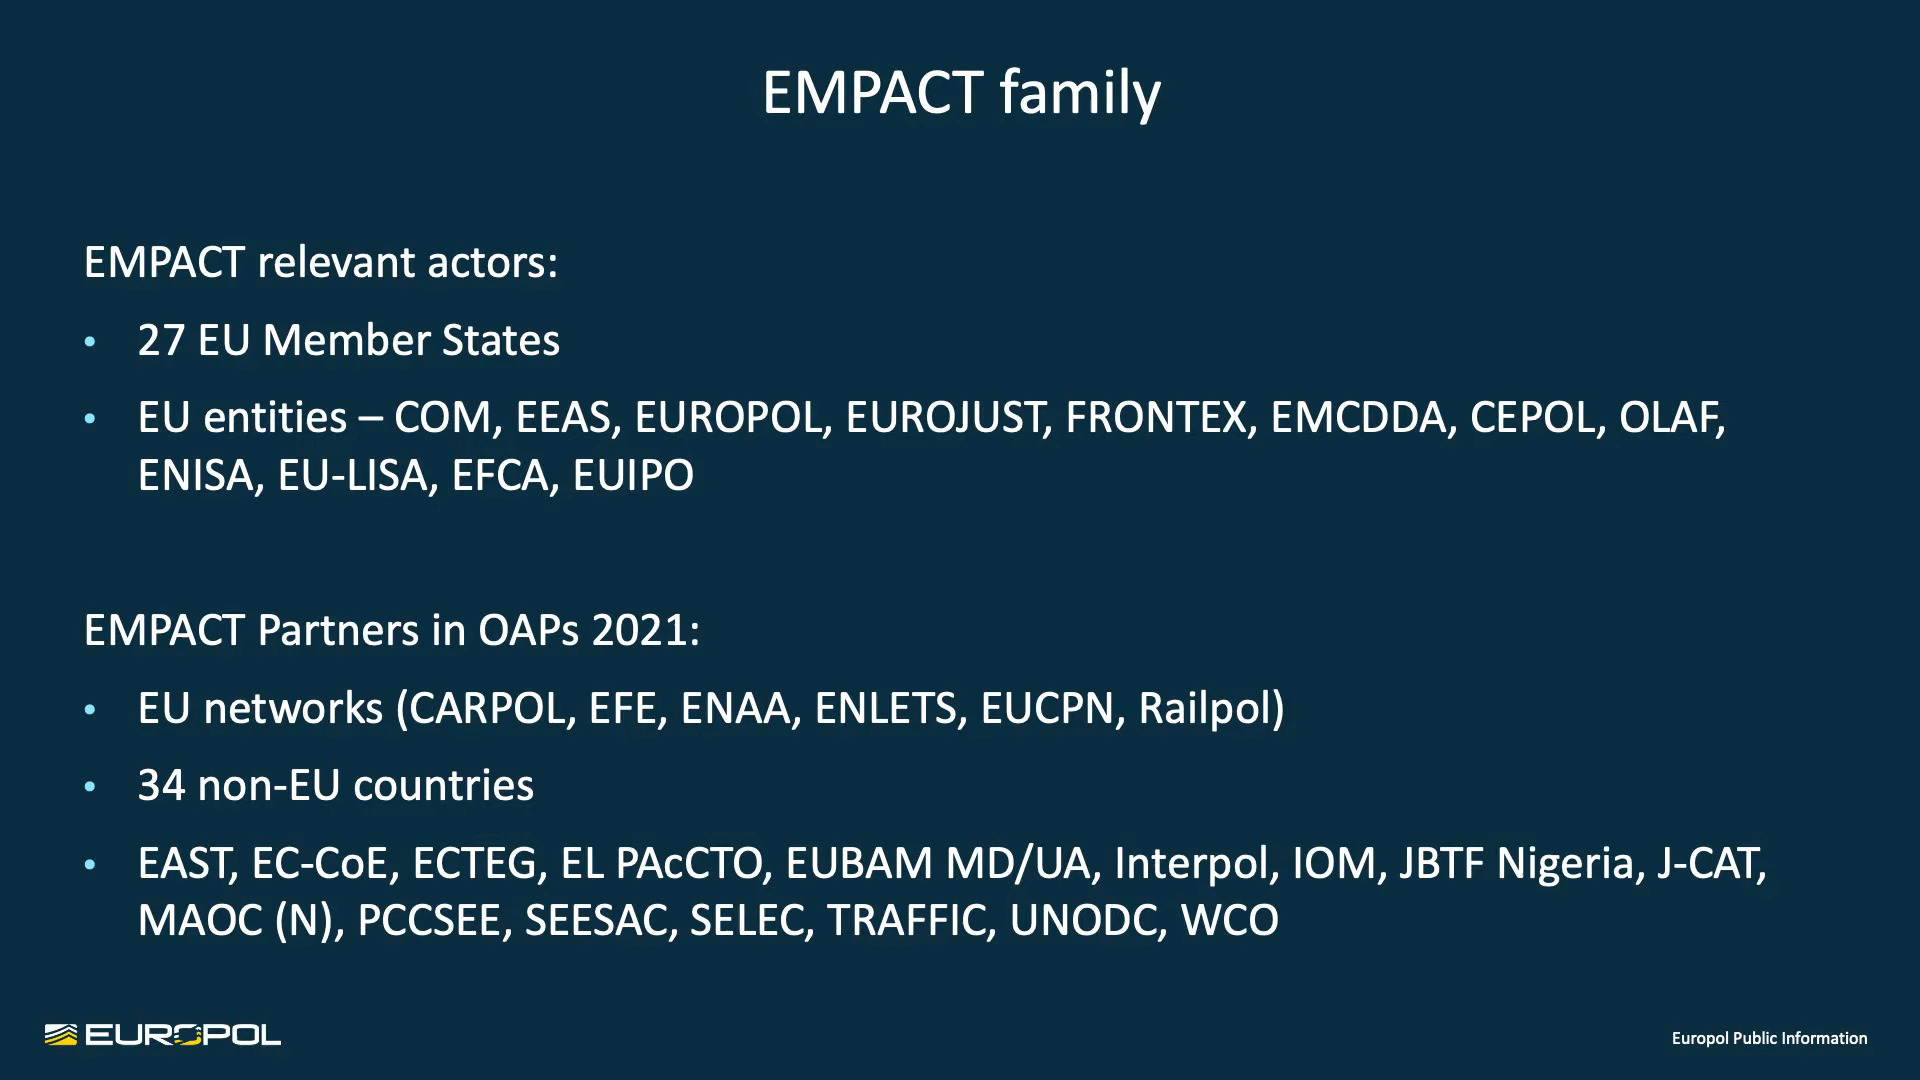 EMPACT family
EMPACT relevant actors:
• 27 EU Member States
• EU entities – COM, EEAS, EUROPOL, EUROJUST, FRONTEX, EMCDDA, CEPOL, OLAF,
ENISA, EU-LISA, EFCA, EUIPO
EMPACT Partners in OAPs 2021:
• EU networks (CARPOL, EFE, ENAA, ENLETS, EUCPN, Railpol)
• 34 non-EU countries
• EAST, EC-CoE, ECTEG, EL PAcCTO, EUBAM MD/UA, Interpol, IOM, JBTF Nigeria, J-CAT,
MAOC (N), PCCSEE, SEESAC, SELEC, TRAFFIC, UNODC, WCO
EUROPOL
Europol Public Information